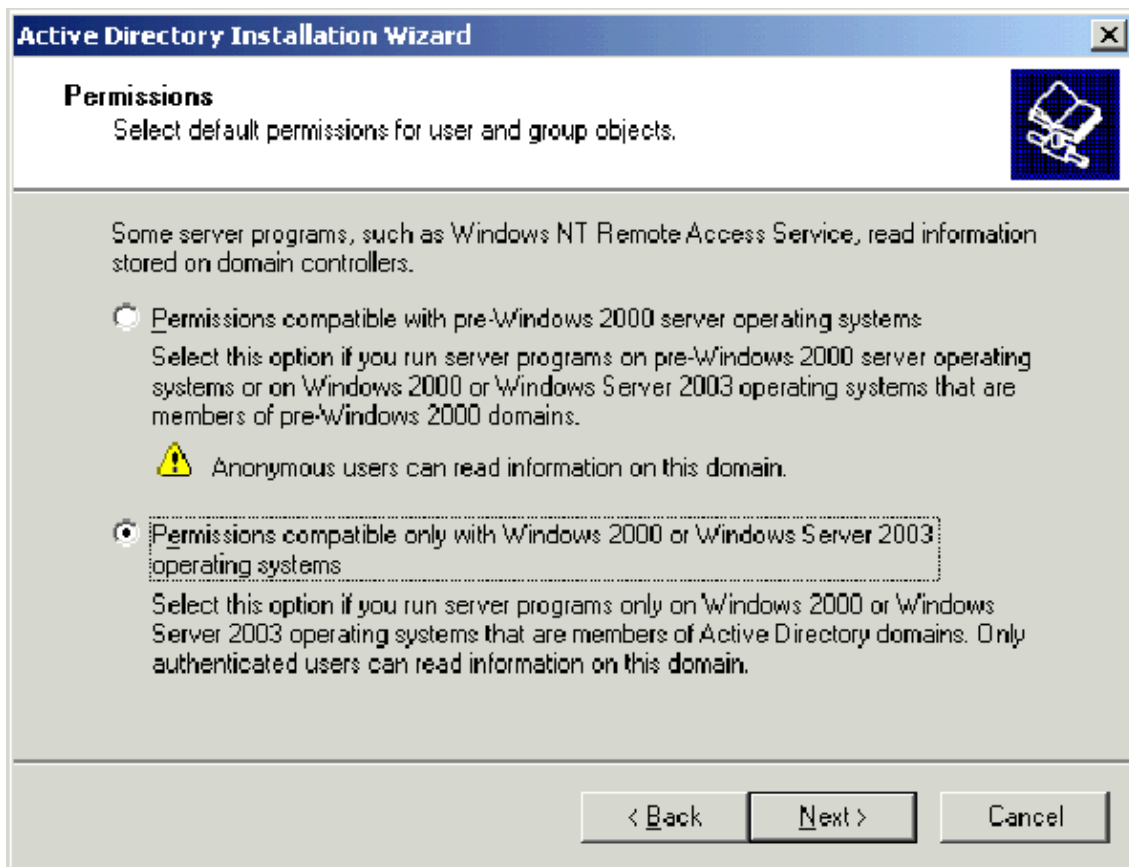 Active Directory Installation Wizard
Permissions
Select default permissions for user and group objects.
Some server programs, such as Windows NT Remote Access Service, read information
stored on domain controllers.
Permissions compatible with pre-Windows 2000 server operating systems
Select this option if you run server programs on pre-Windows 2000 server operating
systems or on Windows 2000 or Windows Server 2003 operating systems that are
members of pre-Windows 2000 domains.
Anonymous users can read information on this domain.
Permissions compatible only with Windows 2000 or Windows Server 2003
operating systems
Select this option if you run server programs only on Windows 2000 or Windows
Server 2003 operating systems that are members of Active Directory domains. Only
authenticated users can read information on this domain.
< Back Next > Cancel